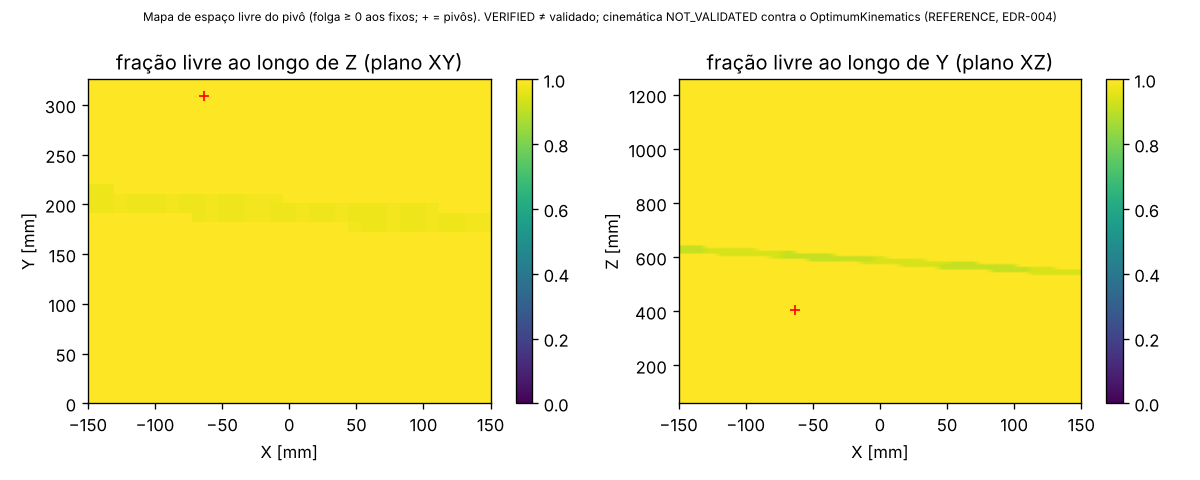 Mapa de espaço livre do pivô (folga ≥ 0 aos fixos; + = pivôs). VERIFIED ≠ validado; cinemática NOT_VALIDATED contra o OptimumKinematics (REFERENCE, EDR-004)
fração livre ao longo de Z (plano XY)
300
250
200
150
100
50
0
Y [mm]
−150 −100 −50 0 50 100 150
X [mm]
1.0
0.8
0.6
0.4
0.2
0.0
fração livre ao longo de Y (plano XZ)
1200
1000
800
600
400
200
Z [mm]
−150 −100 −50 0 50 100 150
X [mm]
1.0
0.8
0.6
0.4
0.2
0.0